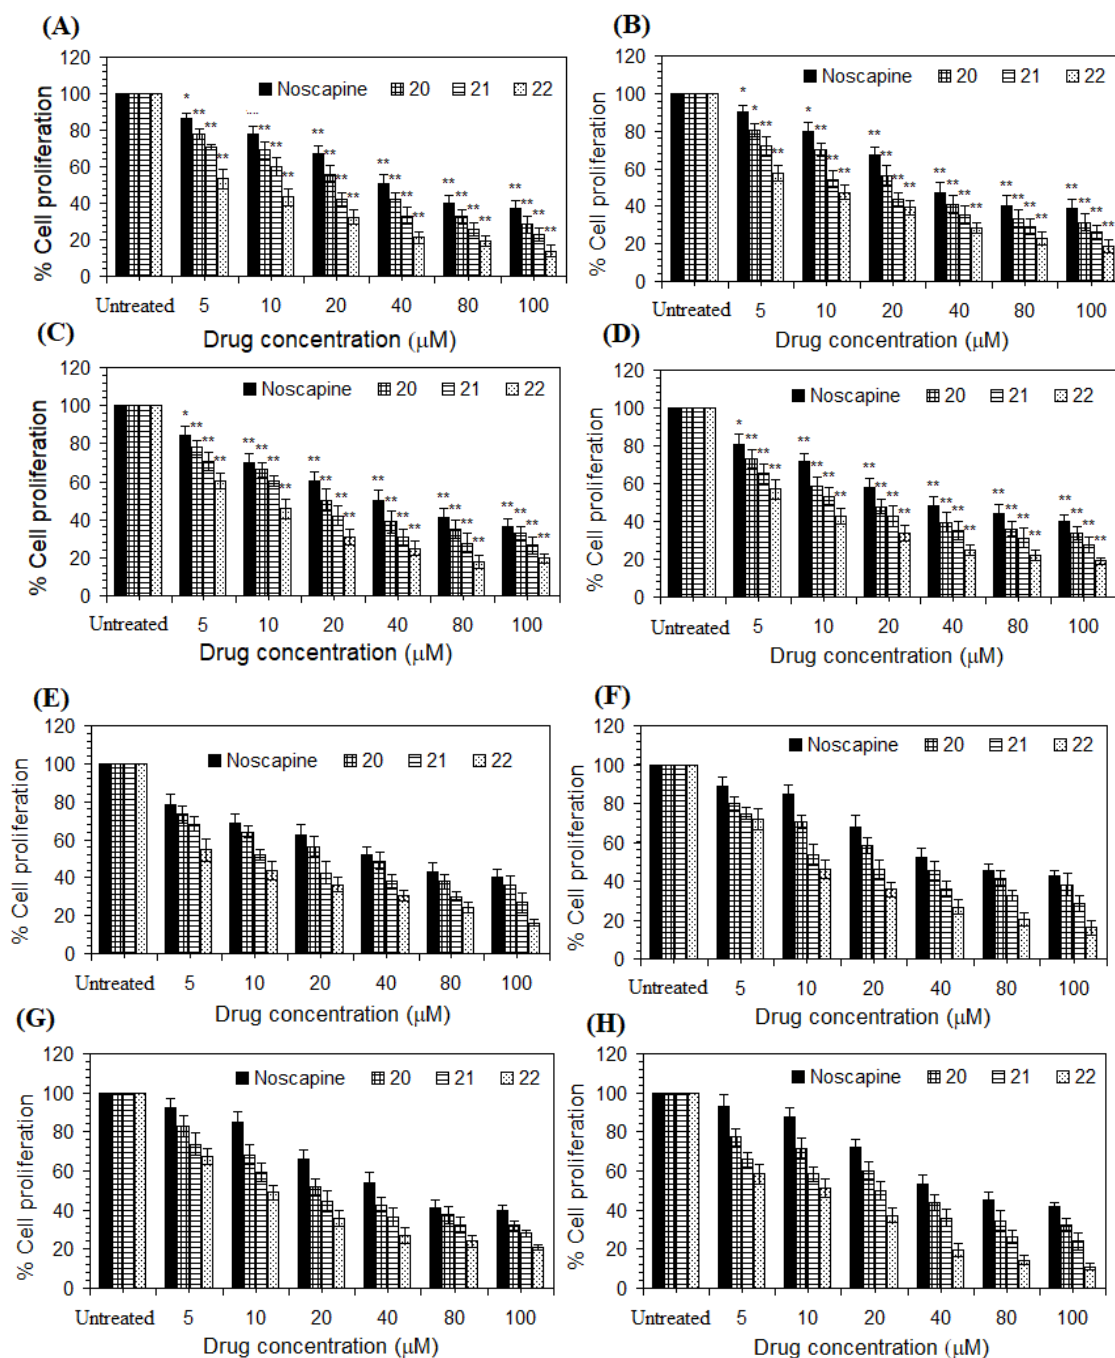 (A)
120
100
80
60
40
20
0
% Cell proliferation
Noscapine 20 21 22
* ** ** **
** ** **
** ** ** **
** ** ** **
** ** ** **
** ** ** **
Untreated 5 10 20 40 80 100
Drug concentration (μM)
(B)
120
100
80
60
40
20
0
% Cell proliferation
Noscapine 20 21 22
* * ** **
* ** ** **
** ** ** **
** ** ** **
** ** ** **
** ** ** **
Untreated 5 10 20 40 80 100
Drug concentration (μM)
(C)
120
100
80
60
40
20
0
% Cell proliferation
Noscapine 20 21 22
* ** ** **
** ** ** **
** ** ** **
** ** ** **
** ** ** **
** ** ** **
Untreated 5 10 20 40 80 100
Drug concentration (μM)
(D)
120
100
80
60
40
20
0
% Cell proliferation
Noscapine 20 21 22
* ** ** **
** ** ** **
** ** ** **
** ** ** **
** ** ** **
** ** ** **
Untreated 5 10 20 40 80 100
Drug concentration (μM)
(E)
120
100
80
60
40
20
0
% Cell proliferation
Noscapine 20 21 22
Untreated 5 10 20 40 80 100
Drug concentration (μM)
(F)
120
100
80
60
40
20
0
% Cell proliferation
Noscapine 20 21 22
Untreated 5 10 20 40 80 100
Drug concentration (μM)
(G)
120
100
80
60
40
20
0
% Cell proliferation
Noscapine 20 21 22
Untreated 5 10 20 40 80 100
Drug concentration (μM)
(H)
120
100
80
60
40
20
0
% Cell proliferation
Noscapine 20 21 22
Untreated 5 10 20 40 80 100
Drug concentration (μM)